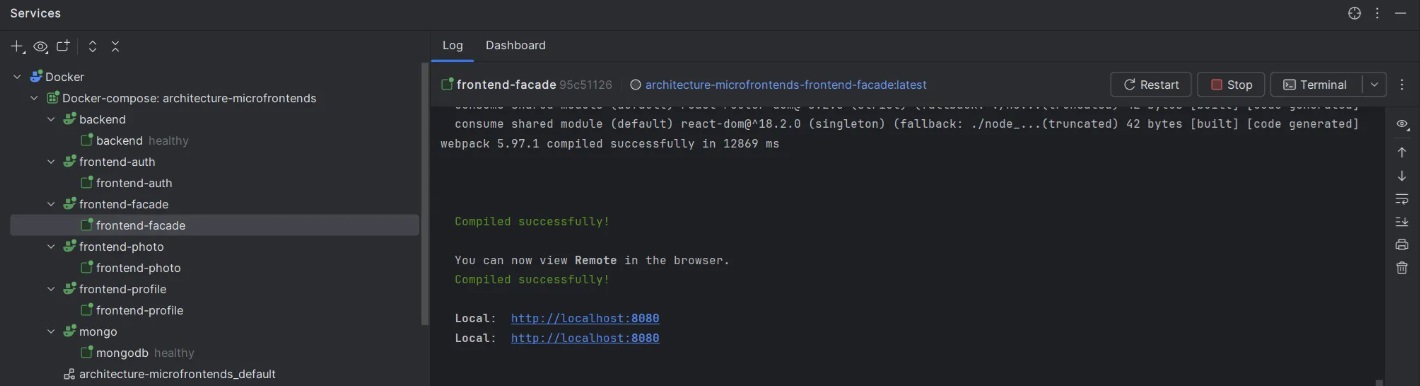 Services
Log
Dashboard
Docker
Docker-compose: architecture-microfrontends
backend
backend healthy
frontend-auth
frontend-auth
frontend-facade
frontend-facade
frontend-photo
frontend-photo
frontend-profile
frontend-profile
mongo
mongodb healthy
architecture-microfrontends_default
frontend-facade 95c51126
architecture-microfrontends-frontend-facade:latest
Restart
Stop
Terminal
consume shared module (default) react-dom@^18.2.0 (singleton) (fallback: ./node_...(truncated) 42 bytes [built] [code generated]
webpack 5.97.1 compiled successfully in 12869 ms
Compiled successfully!
You can now view Remote in the browser.
Compiled successfully!
Local: http://localhost:8080
Local: http://localhost:8080